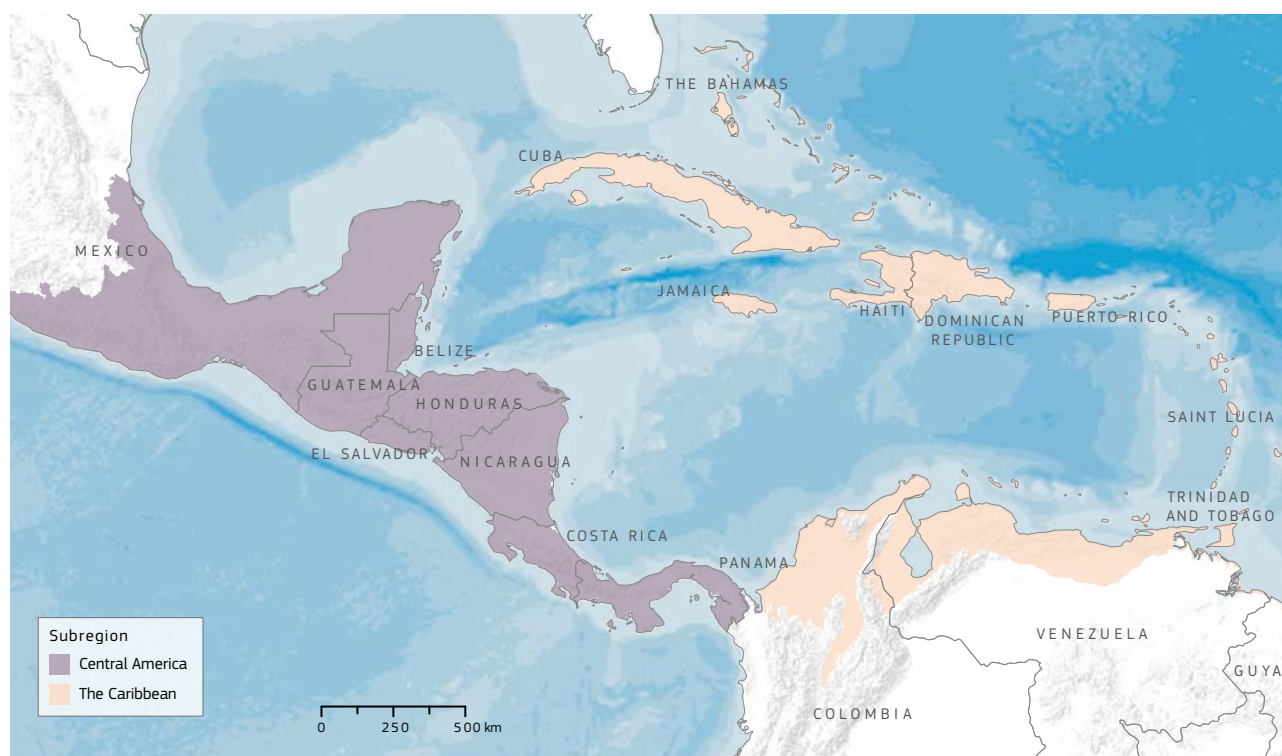 THE BAHAMAS
CUBA
MEXICO
JAMAICA
HAITI
DOMINICAN
REPUBLIC
PUERTO RICO
BELIZE
GUATEMALA
HONDURAS
SAINT LUCIA
EL SALVADOR
NICARAGUA
TRINIDAD
AND TOBAGO
COSTA RICA
PANAMA
VENEZUELA
GUYA
COLOMBIA
Subregion
Central America
The Caribbean
0 250 500 km